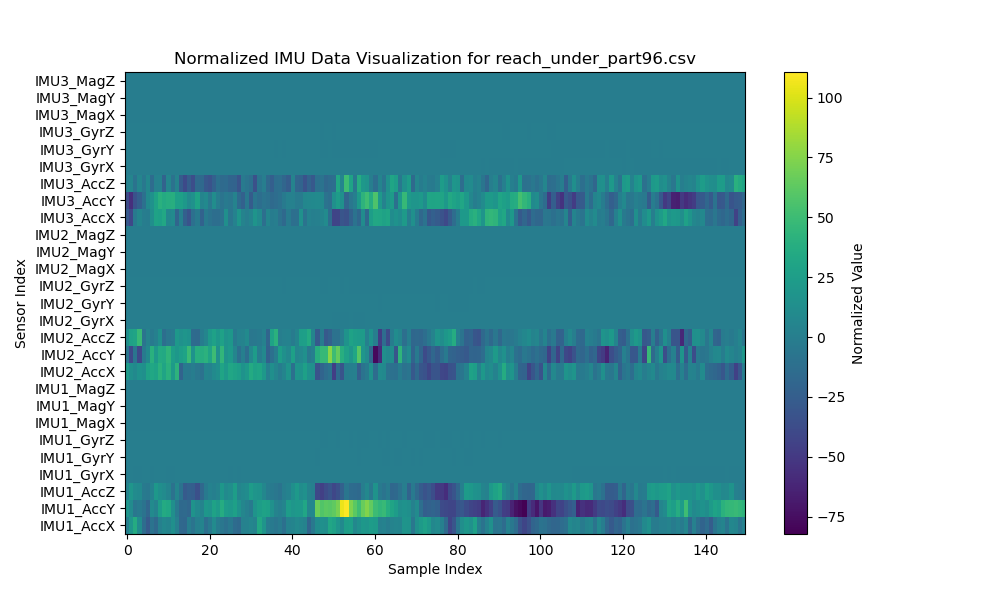 Normalized IMU Data Visualization for reach_under_part96.csv
IMU3_MagZ
IMU3_MagY
IMU3_MagX
IMU3_GyrZ
IMU3_GyrY
IMU3_GyrX
IMU3_AccZ
IMU3_AccY
IMU3_AccX
IMU2_MagZ
IMU2_MagY
IMU2_MagX
IMU2_GyrZ
IMU2_GyrY
IMU2_GyrX
IMU2_AccZ
IMU2_AccY
IMU2_AccX
IMU1_MagZ
IMU1_MagY
IMU1_MagX
IMU1_GyrZ
IMU1_GyrY
IMU1_GyrX
IMU1_AccZ
IMU1_AccY
IMU1_AccX
Sensor Index
0 20 40 60 80 100 120 140
Sample Index
100
75
50
25
0
−25
−50
−75
Normalized Value